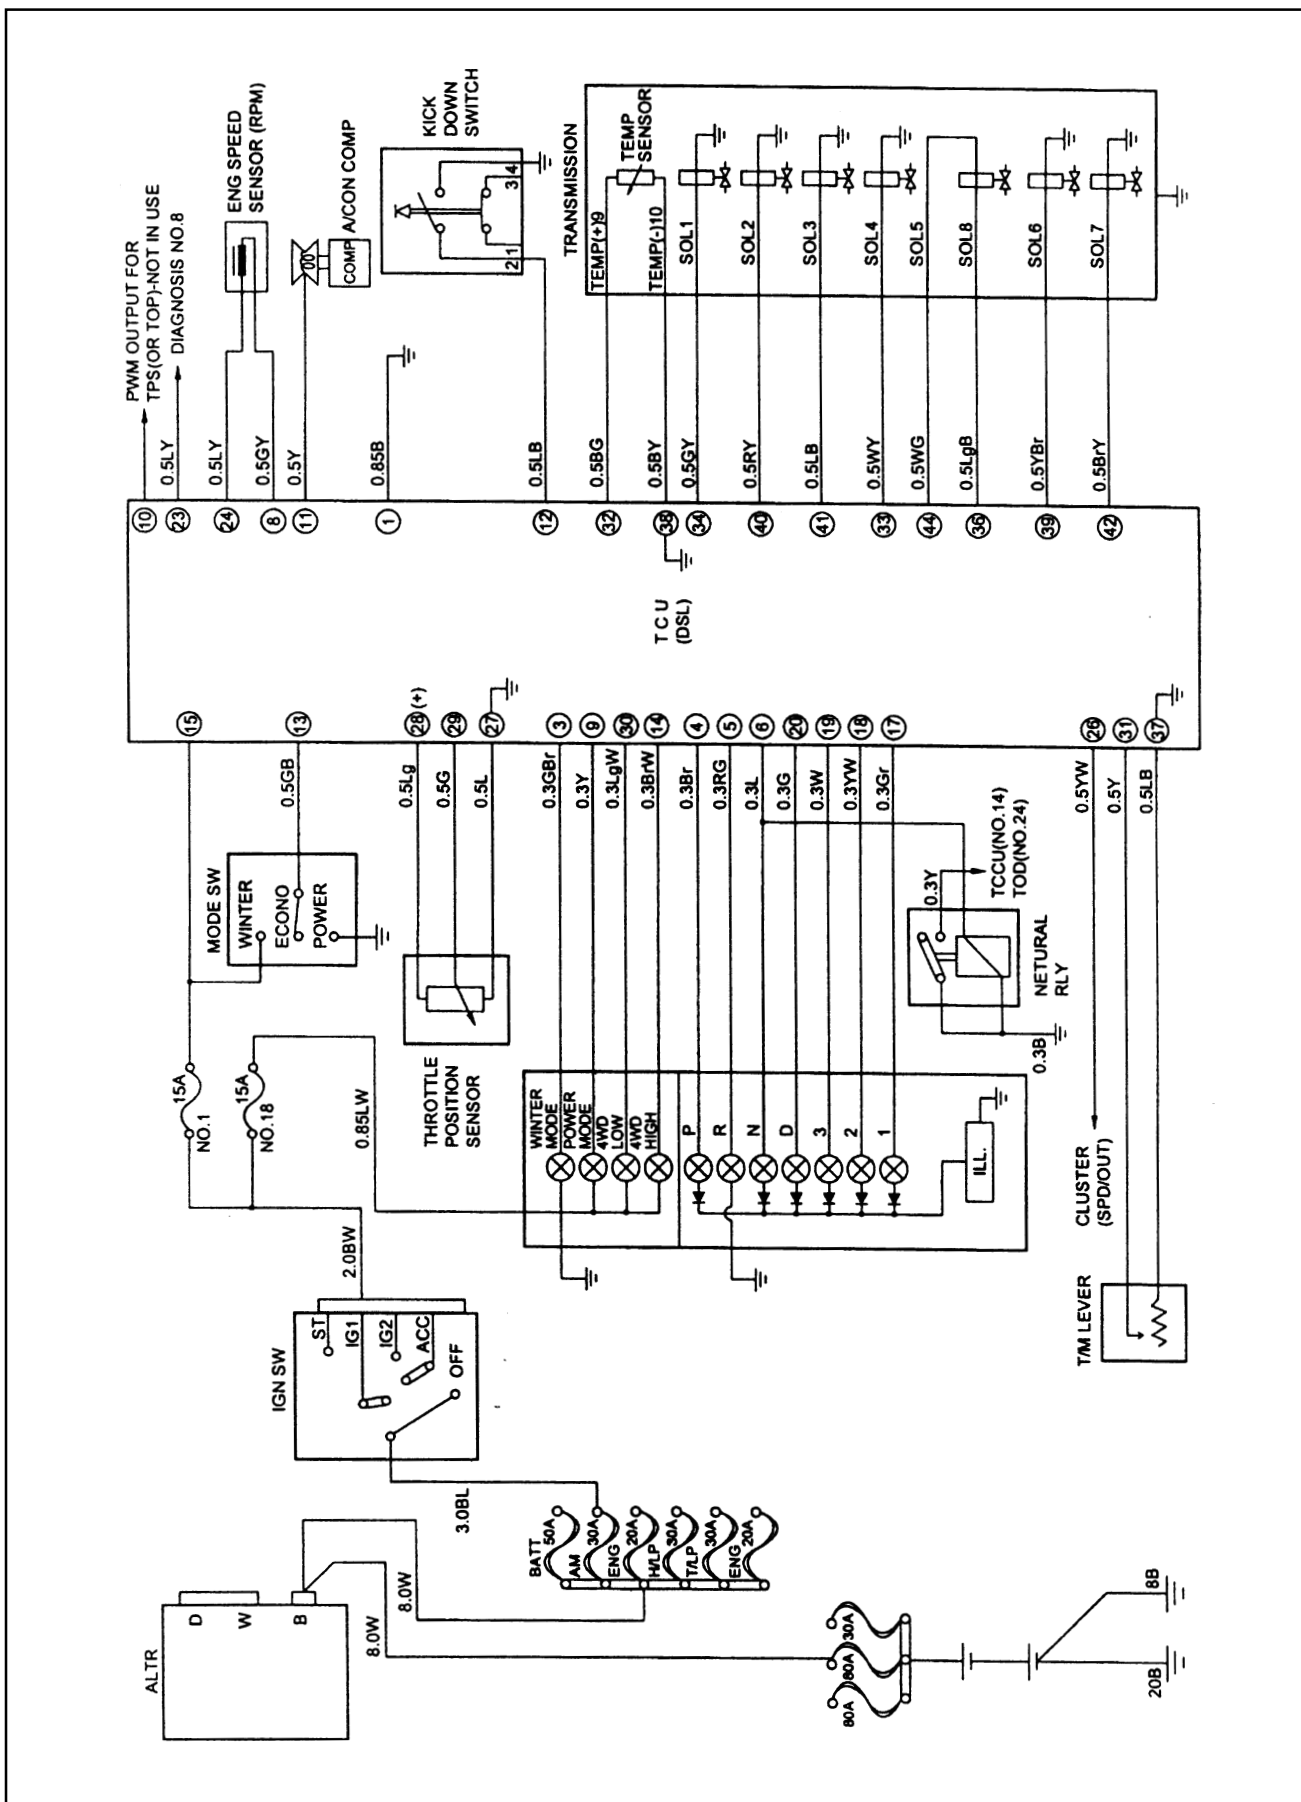 PWM OUTPUT FOR
TPS(OR TOP)-NOT IN USE
DIAGNOSIS NO.8
ENG SPEED
SENSOR (RPM)
A/CON COMP
COMP
KICK
DOWN
SWITCH
2
1
3
4
TRANSMISSION
TEMP(+)9
TEMP
SENSOR
TEMP(-)10
SOL1
SOL2
SOL3
SOL4
SOL5
SOL8
SOL6
SOL7
0.5LY
0.5LY
0.5GY
0.5Y
0.85B
0.5LB
0.5BG
0.5BY
0.5GY
0.5RY
0.5LB
0.5WY
0.5WG
0.5LgB
0.5YBr
0.5BrY
10
23
24
8
11
1
12
32
38
34
40
41
33
44
36
39
42
T C U
(DSL)
15
13
28 (+)
29
27
3
9
30
14
4
5
6
20
19
18
17
26
31
37
0.5GB
0.5Lg
0.5G
0.5L
0.3GBr
0.3Y
0.3LgW
0.3BrW
0.3Br
0.3RG
0.3L
0.3G
0.3W
0.3YW
0.3Gr
0.5YW
0.5Y
0.5LB
MODE SW
WINTER
ECONO
POWER
THROTTLE
POSITION
SENSOR
0.3Y
TCCU(NO.14)
TOD(NO.24)
NETURAL
RLY
0.3B
15A
NO.1
15A
NO.18
0.85LW
WINTER
MODE
POWER
MODE
4WD
LOW
4WD
HIGH
P
R
N
D
3
2
1
ILL.
CLUSTER
(SPD/OUT)
T/M LEVER
2.0BW
IGN SW
ST
IG1
IG2
ACC
OFF
3.0BL
ALTR
D
W
B
8.0W
8.0W
BATT
50A
AM
30A
ENG
20A
H/LP
30A
T/LP
30A
ENG
20A
80A
80A
30A
20B
8B